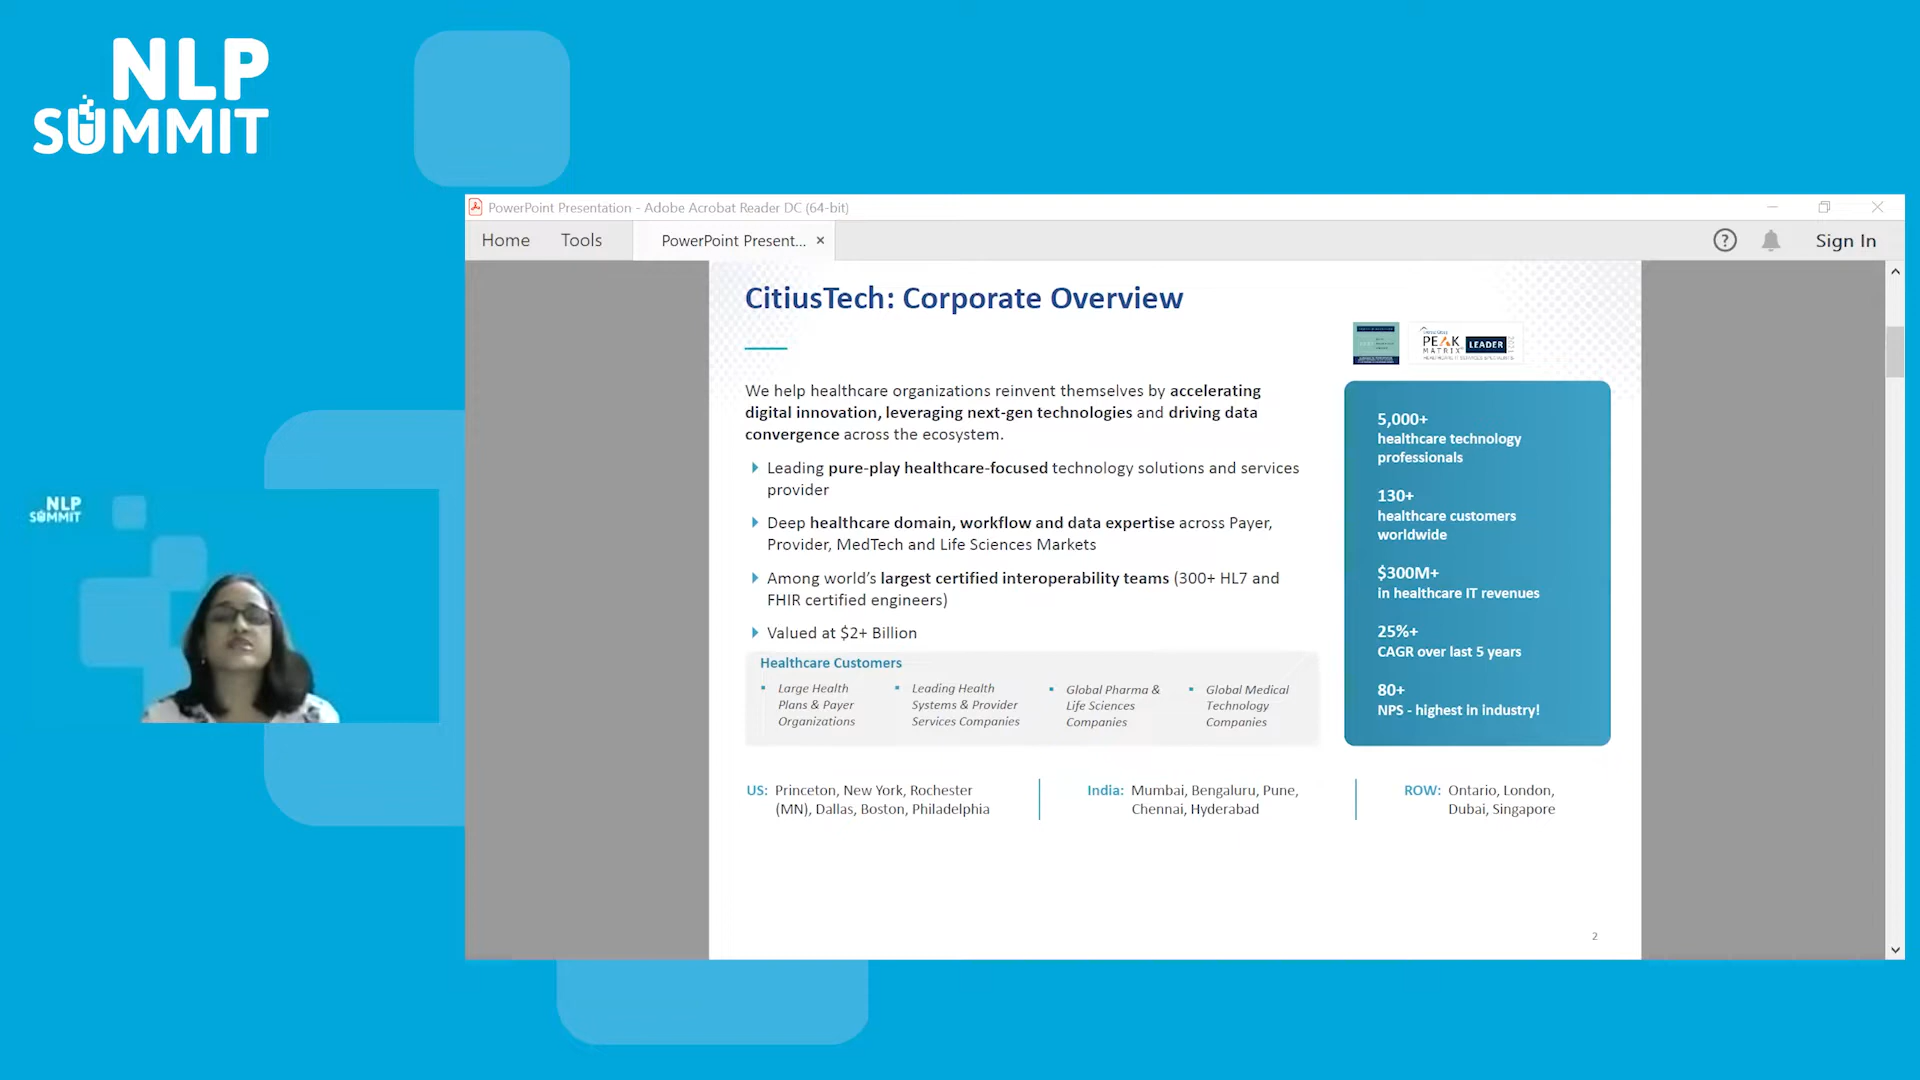 NLP
SUMMIT
PowerPoint Presentation - Adobe Acrobat Reader DC (64-bit)
Home
Tools
PowerPoint Present...
Sign In
CitiusTech: Corporate Overview
PEAK
MATRIX
LEADER
We help healthcare organizations reinvent themselves by accelerating
digital innovation, leveraging next-gen technologies and driving data
convergence across the ecosystem.
Leading pure-play healthcare-focused technology solutions and services
provider
Deep healthcare domain, workflow and data expertise across Payer,
Provider, MedTech and Life Sciences Markets
Among world's largest certified interoperability teams (300+ HL7 and
FHIR certified engineers)
Valued at $2+ Billion
Healthcare Customers
Large Health
Plans & Payer
Organizations
Leading Health
Systems & Provider
Services Companies
Global Pharma &
Life Sciences
Companies
Global Medical
Technology
Companies
5,000+
healthcare technology
professionals
130+
healthcare customers
worldwide
$300M+
in healthcare IT revenues
25%+
CAGR over last 5 years
80+
NPS - highest in industry!
US: Princeton, New York, Rochester
(MN), Dallas, Boston, Philadelphia
India: Mumbai, Bengaluru, Pune,
Chennai, Hyderabad
ROW: Ontario, London,
Dubai, Singapore
2
NLP
SUMMIT